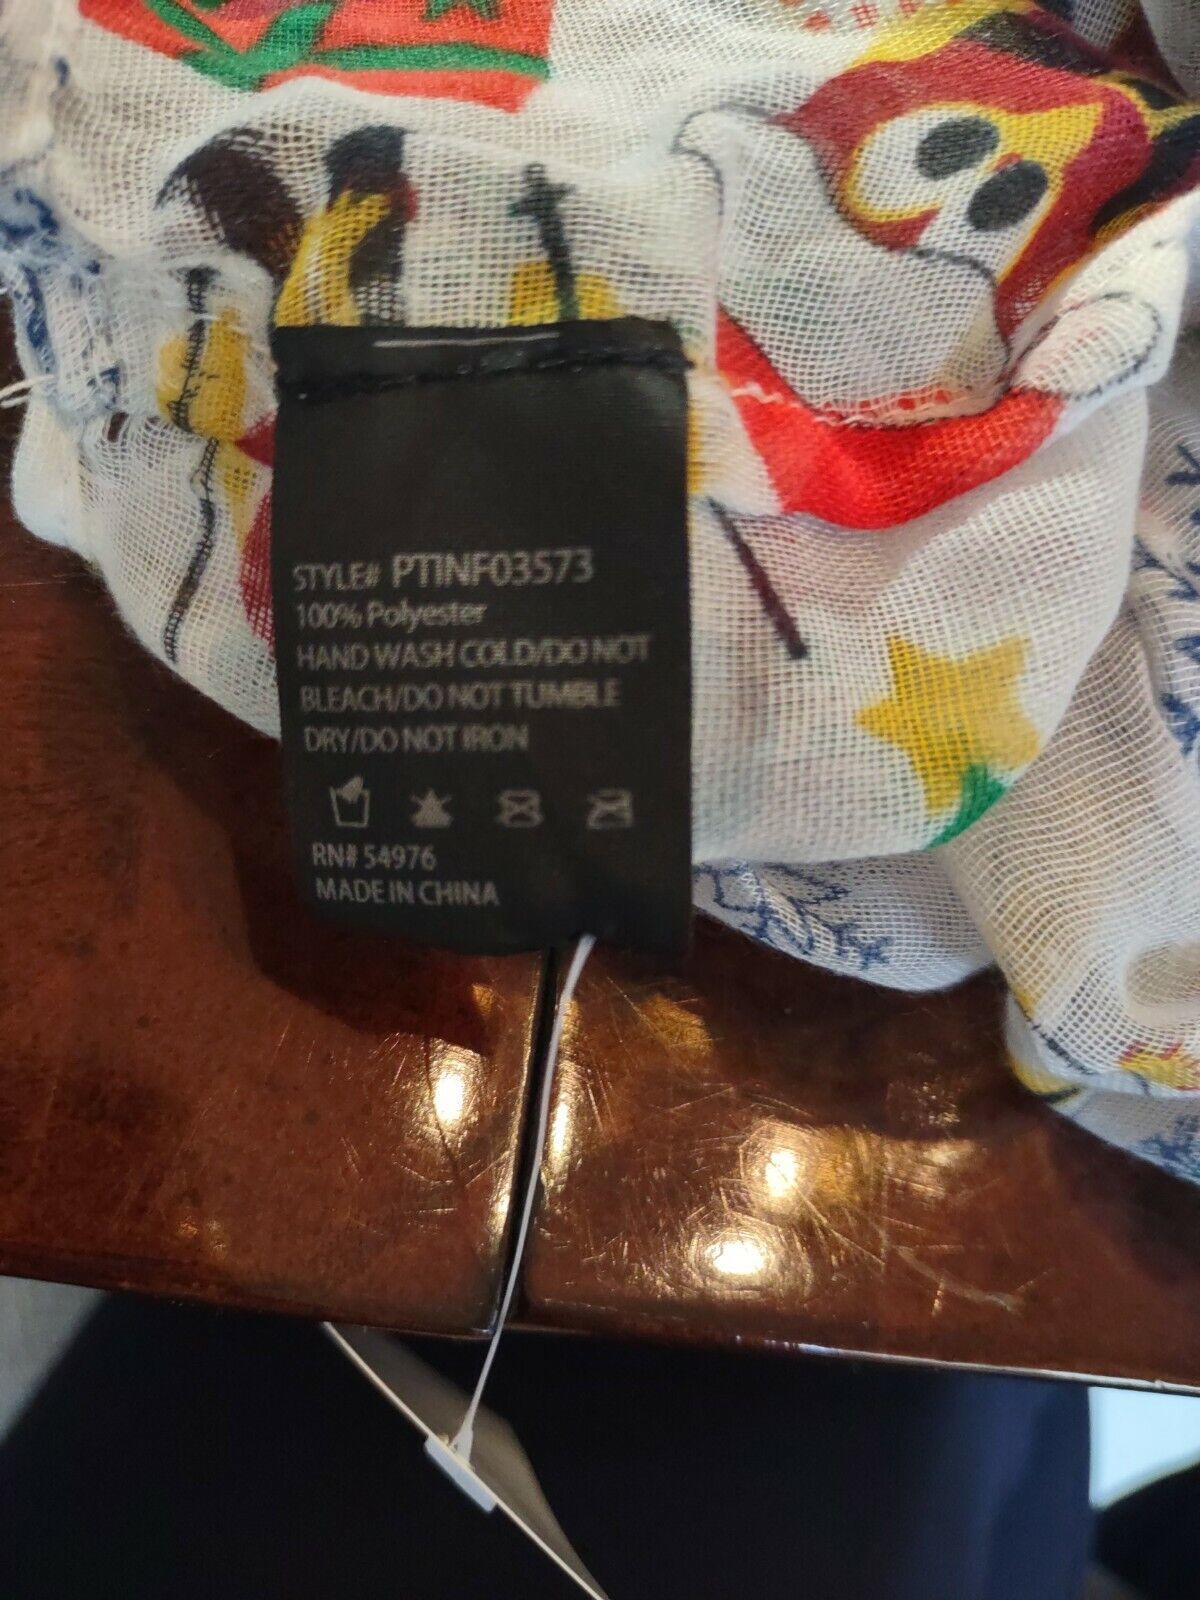 STYLE# PTINF03573
100% Polyester
HAND WASH COLD/DO NOT
BLEACH/DO NOT TUMBLE
DRY/DO NOT IRON
RN# 54976
MADE IN CHINA